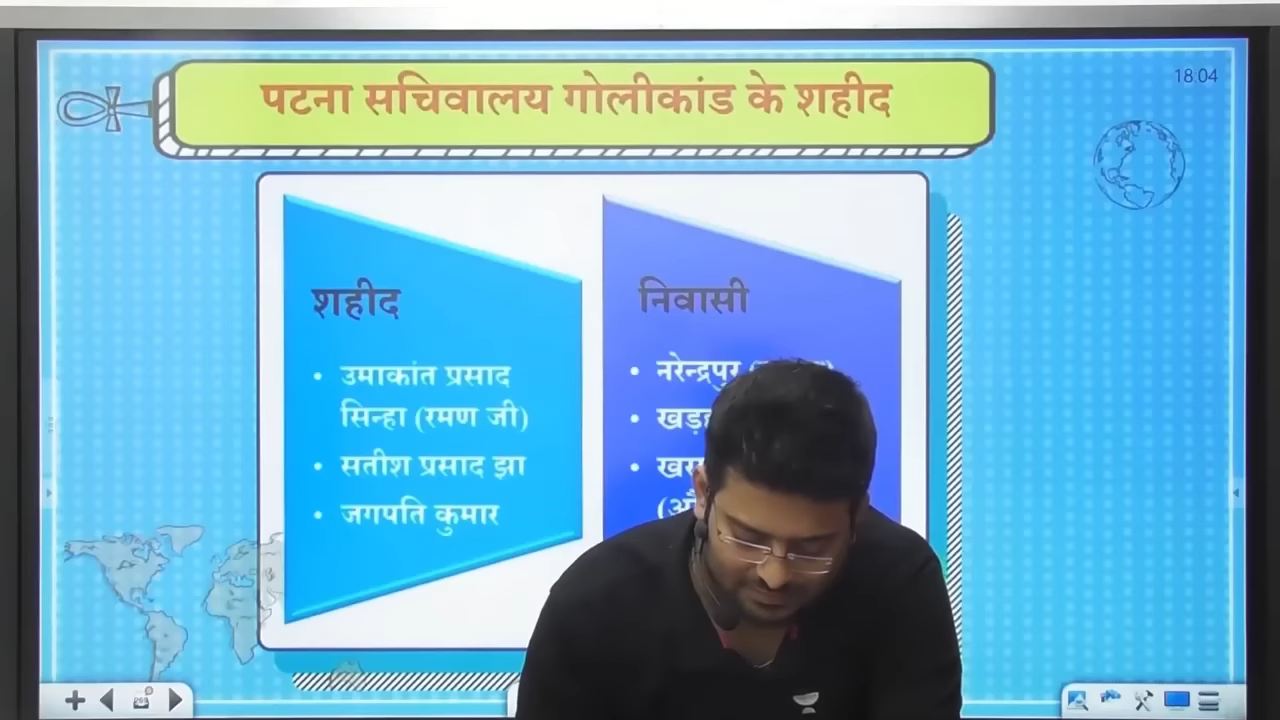 पटना सचिवालय गोलीकांड के शहीद
18:04
शहीद
• उमाकांत प्रसाद
सिन्हा (रमण जी)
• सतीश प्रसाद झा
• जगपति कुमार
निवासी
• नरेन्द्रपुर